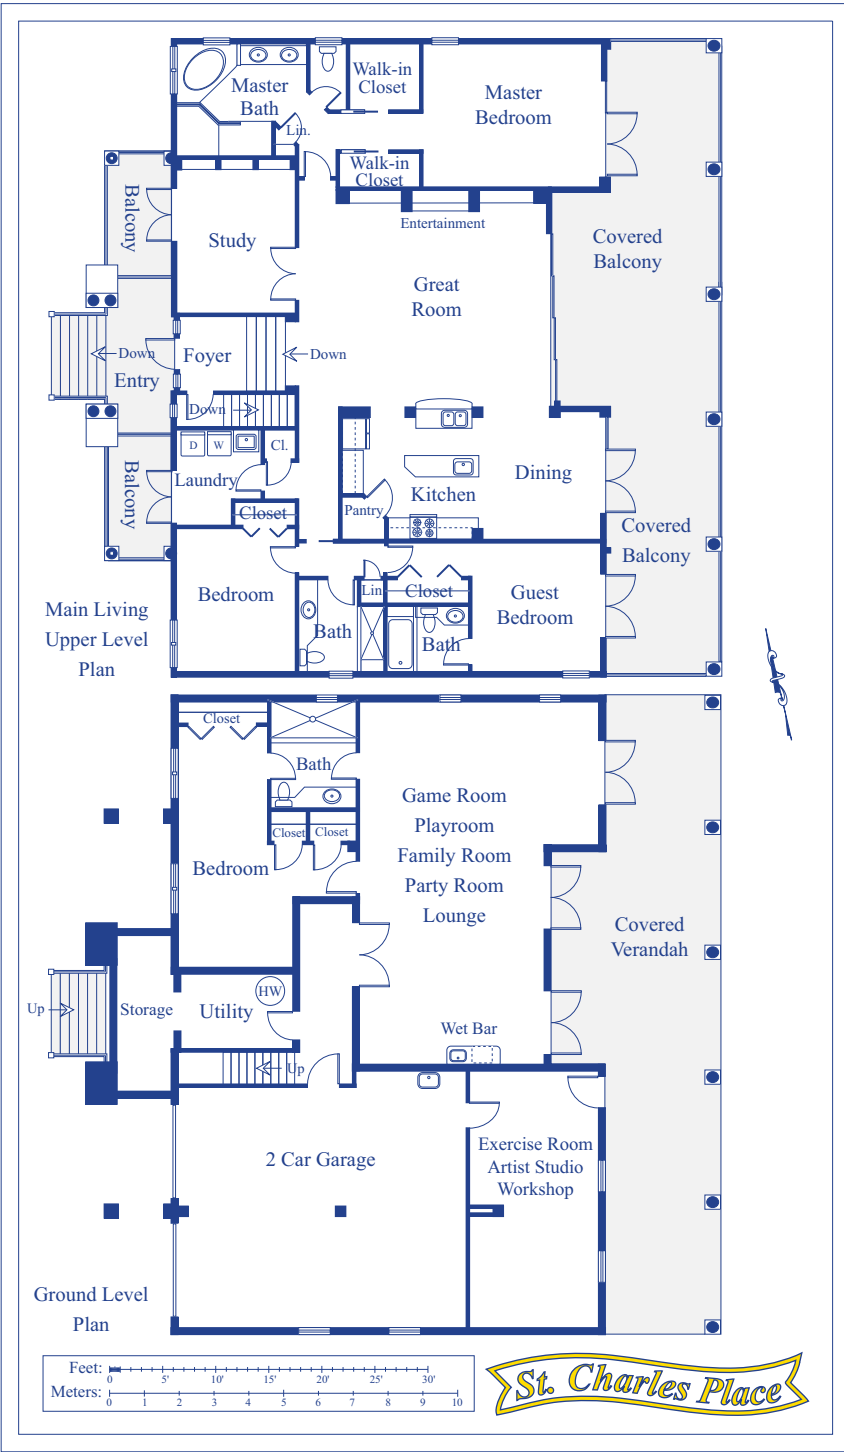 Walk-in
Closet
Master
Bath
Master
Bedroom
Lin.
Walk-in
Closet
Balcony
Entertainment
Study
Covered
Balcony
Great
Room
Down
Foyer
Down
Entry
Down
D
W
Cl.
Balcony
Laundry
Dining
Kitchen
Closet
Pantry
Covered
Balcony
Bedroom
Lin
Closet
Guest
Bedroom
Bath
Bath
Main Living
Upper Level
Plan
Closet
Bath
Game Room
Playroom
Family Room
Party Room
Lounge
Closet
Closet
Bedroom
Covered
Verandah
HW
Up
Storage
Utility
Wet Bar
Up
2 Car Garage
Exercise Room
Artist Studio
Workshop
Ground Level
Plan
Feet:
0 5' 10' 15' 20' 25' 30'
Meters:
0 1 2 3 4 5 6 7 8 9 10
St. Charles Place